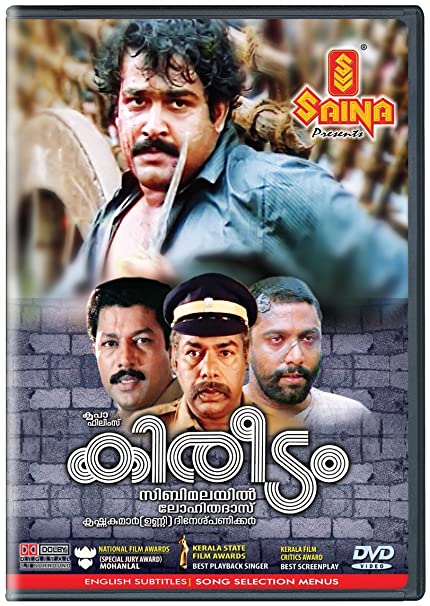 SAINA®
Presents
കൃപാ
ഫിലിംസ്
കിരീടം
സിബിമലയിൽ
ലോഹിതദാസ്
കൃഷ്ണകുമാർ(ഉണ്ണി)ദിനേശ്പണിക്കർ
DOLBY
NATIONAL FILM AWARDS
(SPECIAL JURY AWARD)
MOHANLAL
KERALA STATE
FILM AWARDS
BEST PLAYBACK SINGER
KERALA FILM
CRITICS AWARD
BEST SCREENPLAY
DVD
VIDEO
ENGLISH SUBTITLES | SONG SELECTION MENUS